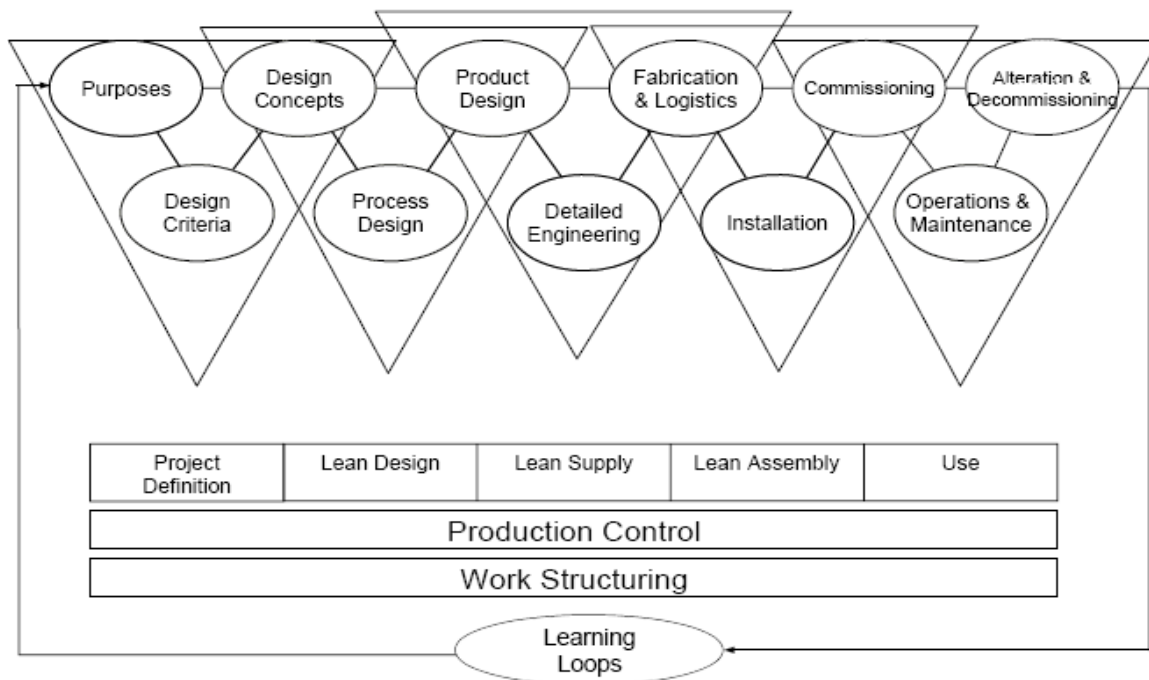 Purposes
Design
Concepts
Product
Design
Fabrication
& Logistics
Commissioning
Alteration &
Decommissioning
Design
Criteria
Process
Design
Detailed
Engineering
Installation
Operations &
Maintenance
Project
Definition
Lean Design
Lean Supply
Lean Assembly
Use
Production Control
Work Structuring
Learning
Loops